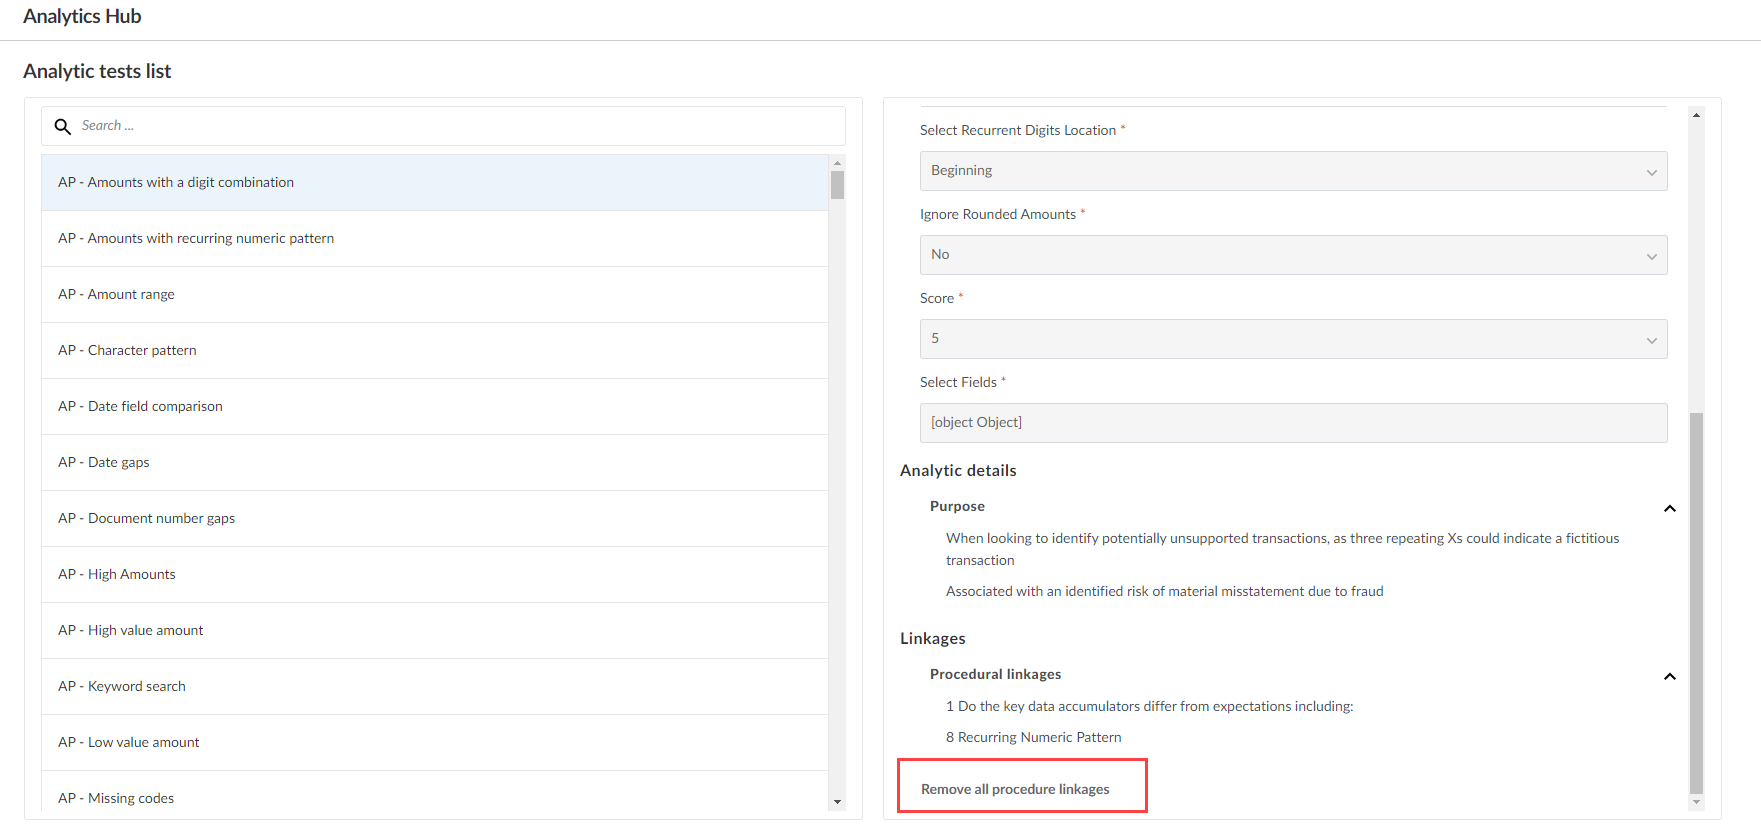 Analytics Hub
Analytic tests list
Search ...
AP - Amounts with a digit combination
AP - Amounts with recurring numeric pattern
AP - Amount range
AP - Character pattern
AP - Date field comparison
AP - Date gaps
AP - Document number gaps
AP - High Amounts
AP - High value amount
AP - Keyword search
AP - Low value amount
AP - Missing codes
Select Recurrent Digits Location *
Beginning
Ignore Rounded Amounts *
No
Score *
5
Select Fields *
[object Object]
Analytic details
Purpose
When looking to identify potentially unsupported transactions, as three repeating Xs could indicate a fictitious
transaction
Associated with an identified risk of material misstatement due to fraud
Linkages
Procedural linkages
1 Do the key data accumulators differ from expectations including:
8 Recurring Numeric Pattern
Remove all procedure linkages